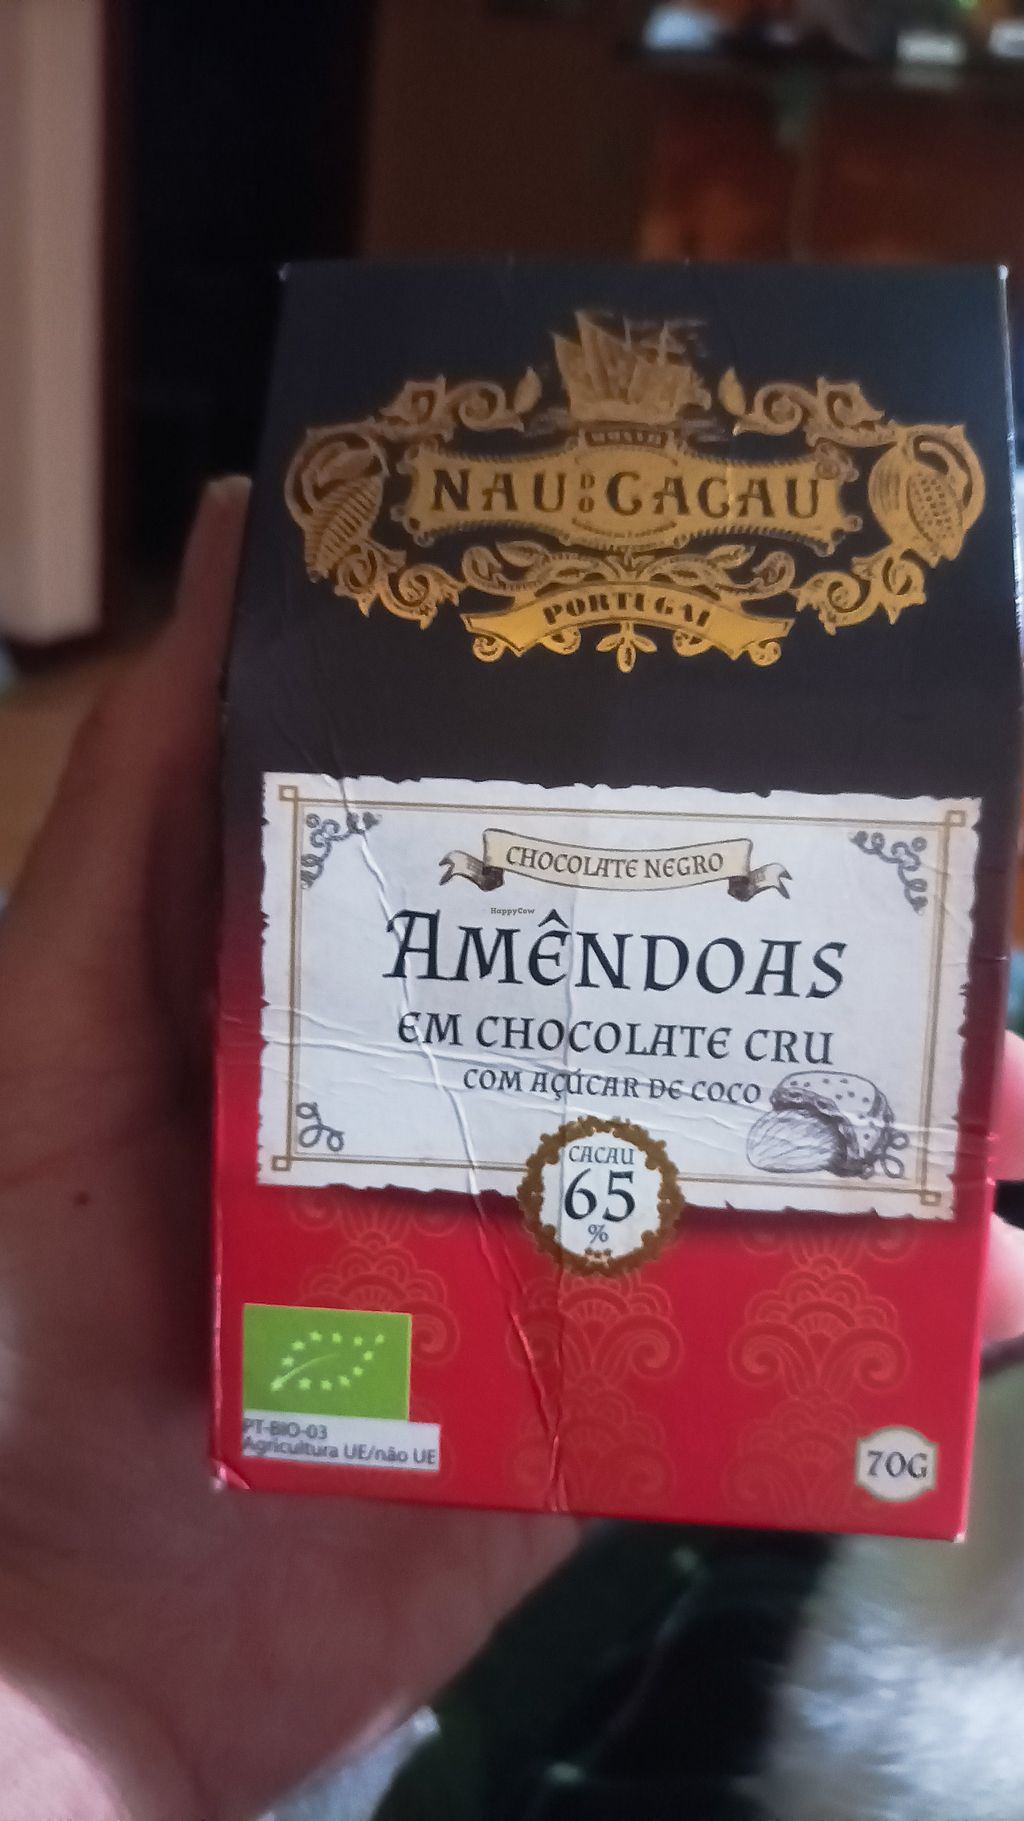 NAU DO CACAU
PORTUGAL
CHOCOLATE NEGRO
HappyCow
AMÊNDOAS
EM CHOCOLATE CRU
COM AÇÚCAR DE COCO
CACAU
65
%
PT-BIO-03
Agricultura UE/não UE
70G